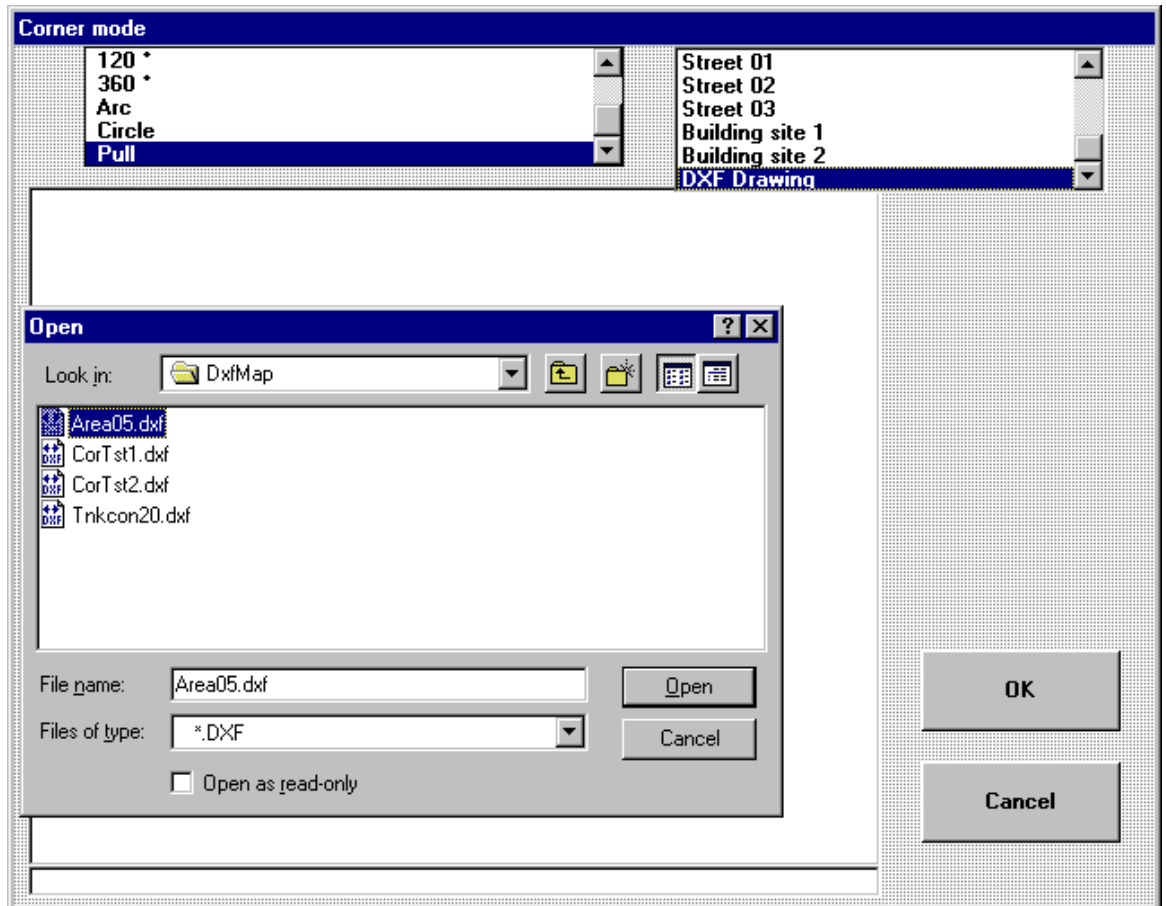 Corner mode
120 °
360 °
Arc
Circle
Pull
Street 01
Street 02
Street 03
Building site 1
Building site 2
DXF Drawing
Open
Look in: DxfMap
Area05.dxf
CorTst1.dxf
CorTst2.dxf
Tnkcon20.dxf
File name: Area05.dxf Open
Files of type: *.DXF Cancel
Open as read-only
OK
Cancel